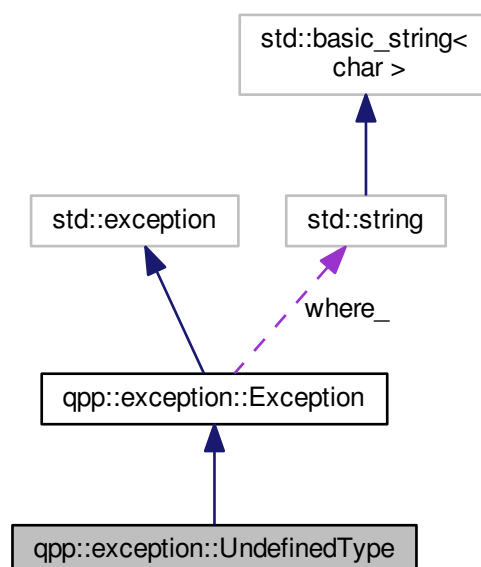 std::basic_string<
char >
std::exception
std::string
where_
qpp::exception::Exception
qpp::exception::UndefinedType